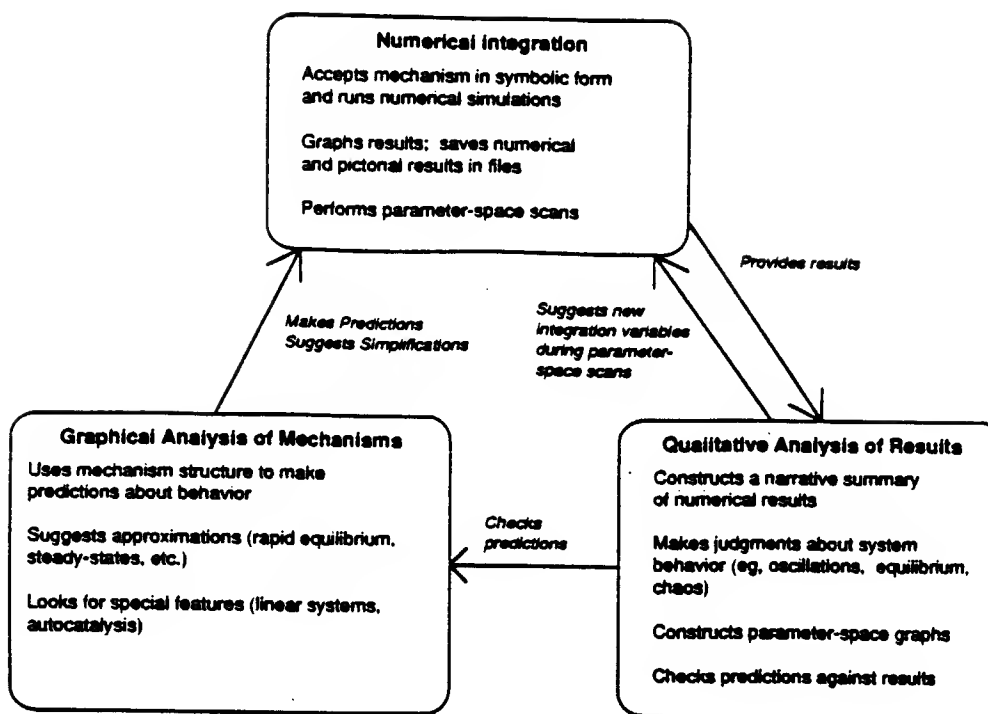 Numerical Integration
Accepts mechanism in symbolic form
and runs numerical simulations
Graphs results; saves numerical
and pictorial results in files
Performs parameter-space scans
Provides results
Suggests new
integration variables
during parameter-
space scans
Makes Predictions
Suggests Simplifications
Graphical Analysis of Mechanisms
Uses mechanism structure to make
predictions about behavior
Suggests approximations (rapid equilibrium,
steady-states, etc.)
Looks for special features (linear systems,
autocatalysis)
Checks
predictions
Qualitative Analysis of Results
Constructs a narrative summary
of numerical results
Makes judgments about system
behavior (eg, oscillations, equilibrium,
chaos)
Constructs parameter-space graphs
Checks predictions against results